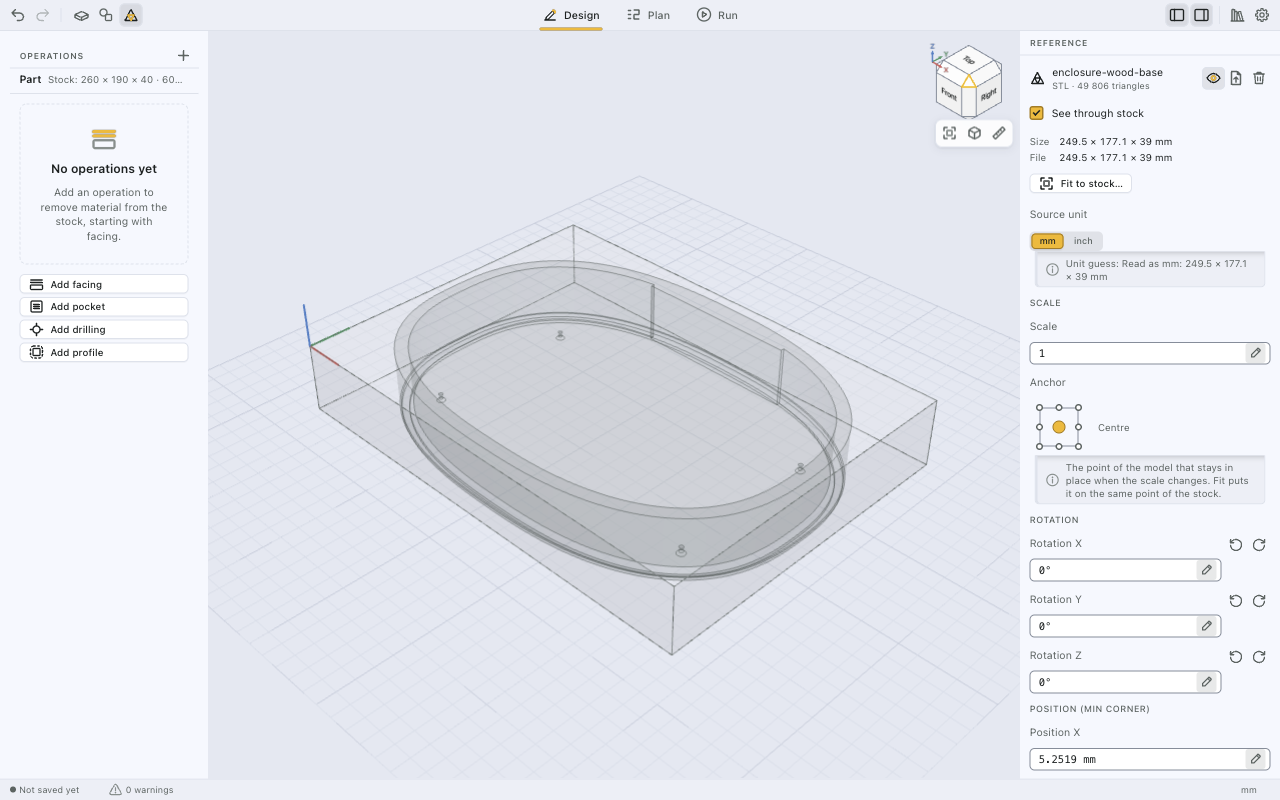 Design
Plan
Run
OPERATIONS
Part Stock: 260 × 190 × 40 · 60...
No operations yet
Add an operation to
remove material from the
stock, starting with
facing.
Add facing
Add pocket
Add drilling
Add profile
Z
Y
X
Top
Front
Right
REFERENCE
enclosure-wood-base
STL · 49 806 triangles
See through stock
Size 249.5 × 177.1 × 39 mm
File 249.5 × 177.1 × 39 mm
Fit to stock...
Source unit
mm inch
Unit guess: Read as mm: 249.5 × 177.1
× 39 mm
SCALE
Scale
1
Anchor
Centre
The point of the model that stays in
place when the scale changes. Fit puts
it on the same point of the stock.
ROTATION
Rotation X
0°
Rotation Y
0°
Rotation Z
0°
POSITION (MIN CORNER)
Position X
5.2519 mm
Not saved yet
0 warnings
mm